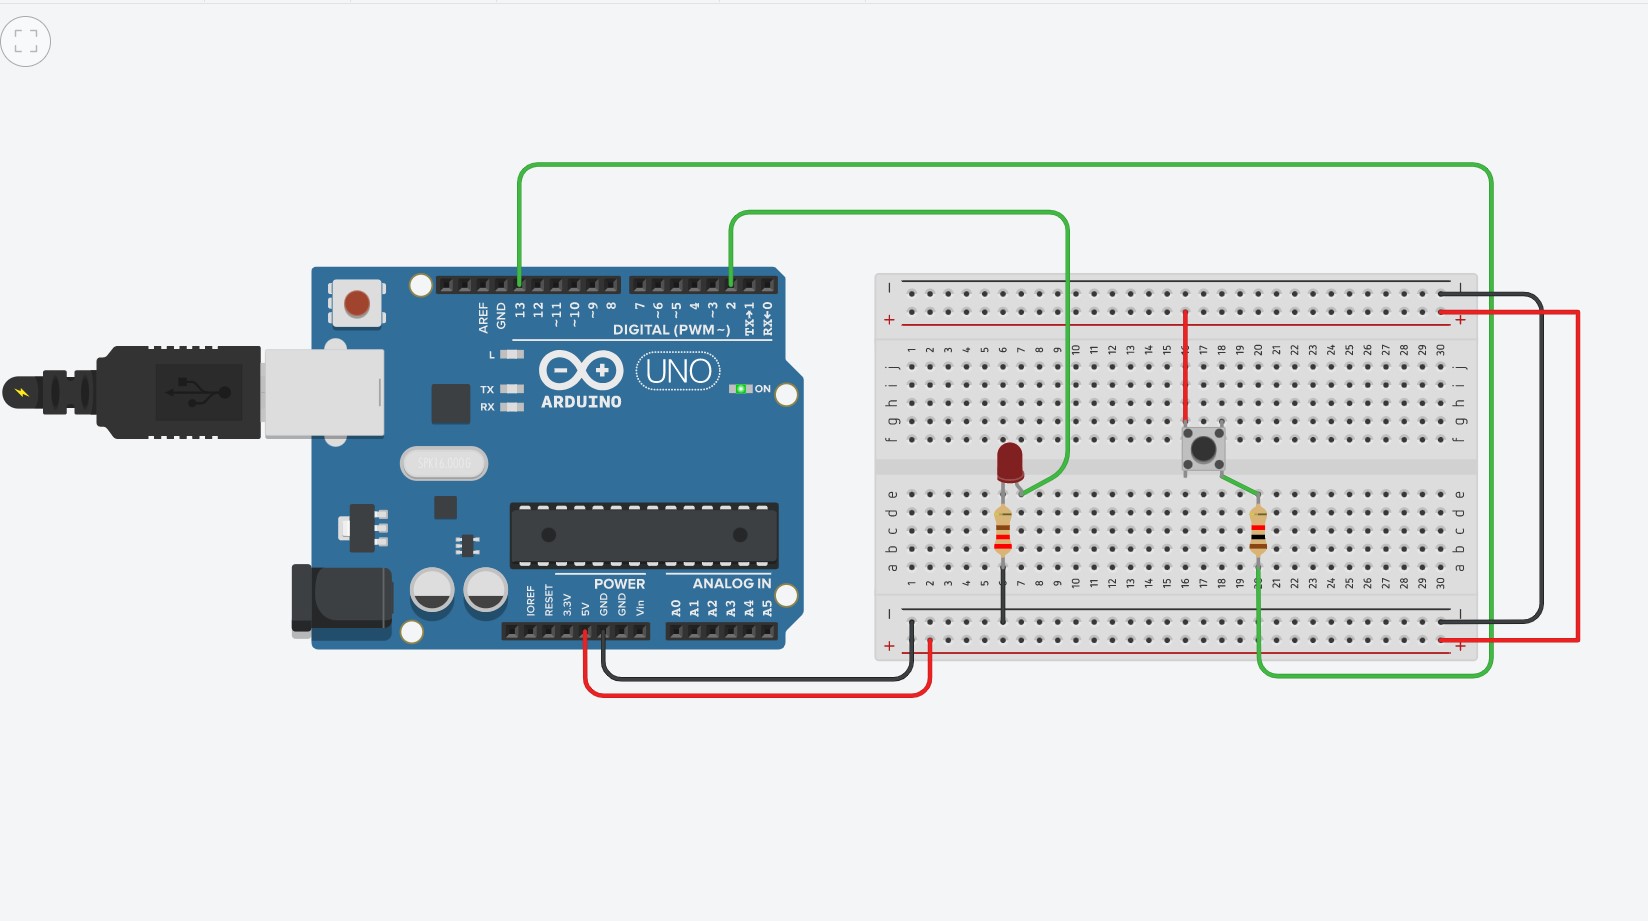 AREF
GND
13
12
~11
~10
~9
8
7
~6
~5
4
~3
2
TX→1
RX←0
DIGITAL (PWM~)
L
TX
RX
ARDUINO
UNO
ON
SPK16.000G
POWER
ANALOG IN
IOREF
RESET
3.3V
5V
GND
GND
Vin
A0
A1
A2
A3
A4
A5
− −
+ +
1 2 3 4 5 6 7 8 9 10 11 12 13 14 15 16 17 18 19 20 21 22 23 24 25 26 27 28 29 30
j j
i i
h h
g g
f f
e e
d d
c c
b b
a a
1 2 3 4 5 6 7 8 9 10 11 12 13 14 15 16 17 18 19 20 21 22 23 24 25 26 27 28 29 30
− −
+ +